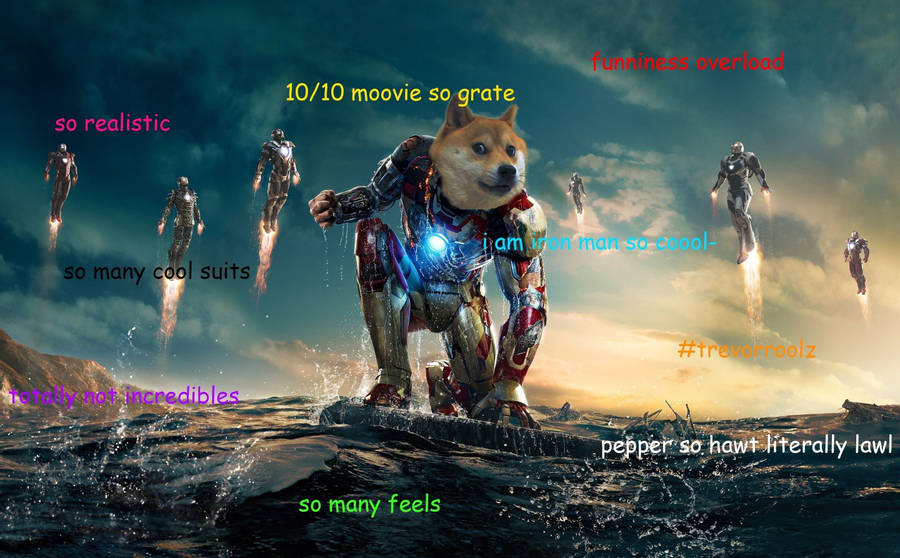 funniness overload
10/10 moovie so grate
so realistic
i am iron man so coool-
so many cool suits
#trevorroolz
totally not incredibles
pepper so hawt literally lawl
so many feels